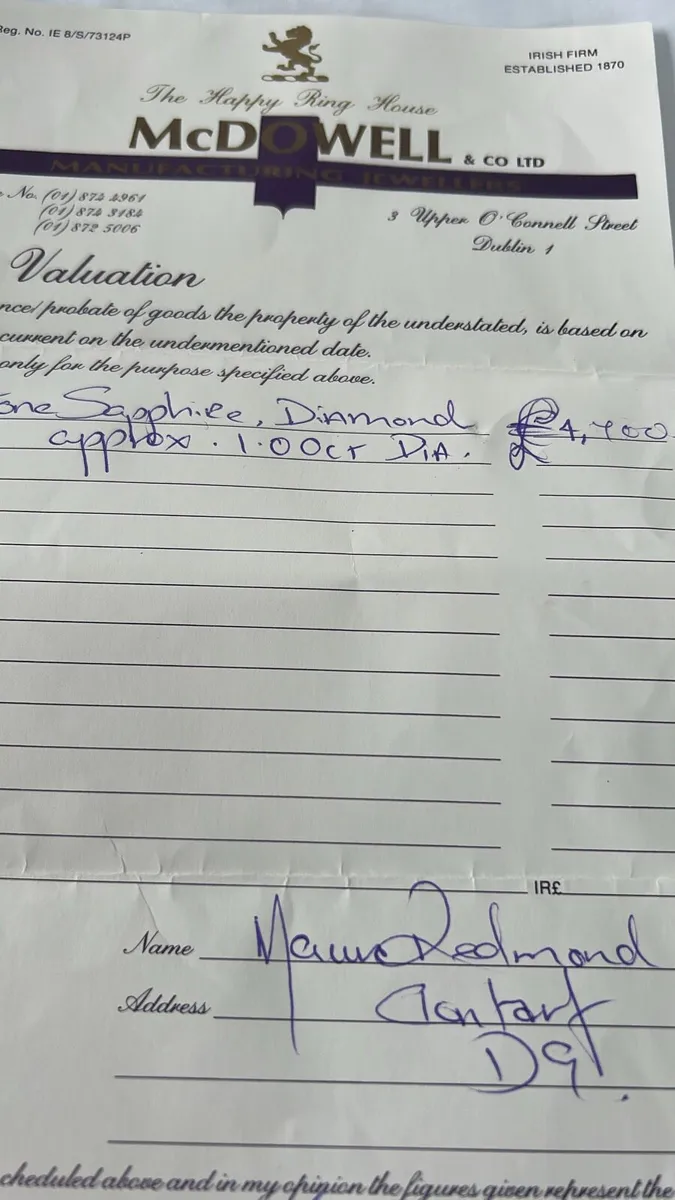 Reg. No. IE 8/S/73124P
IRISH FIRM
ESTABLISHED 1870
The Happy Ring House
McDOWELL & CO LTD
MANUFACTURING JEWELLERS
No. (01) 874 4961
(01) 874 3184
(01) 872 5006
3 Upper O'Connell Street
Dublin 1
Valuation
nce/probate of goods the property of the understated, is based on
current on the undermentioned date.
only for the purpose specified above.
one Sapphire, Diamond £4,700
approx. 1.00ct DIA.
IR£
Name Redmond
Address Clontarf
D9.
cheduled above and in my opinion the figures given represent the